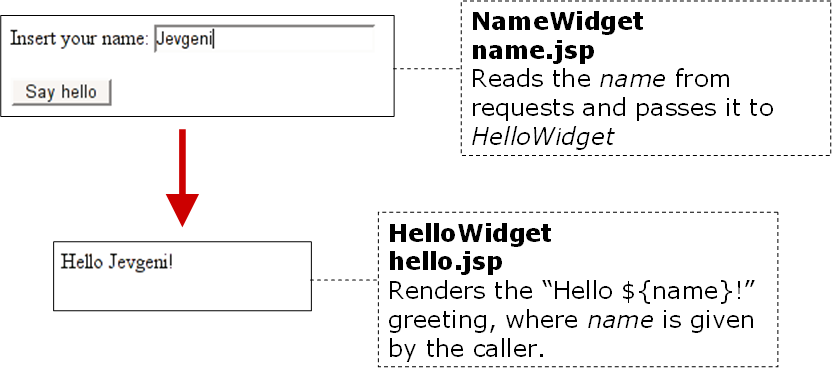 Insert your name: Jevgeni
Say hello
NameWidget
name.jsp
Reads the name from
requests and passes it to
HelloWidget
Hello Jevgeni!
HelloWidget
hello.jsp
Renders the “Hello ${name}!”
greeting, where name is given
by the caller.